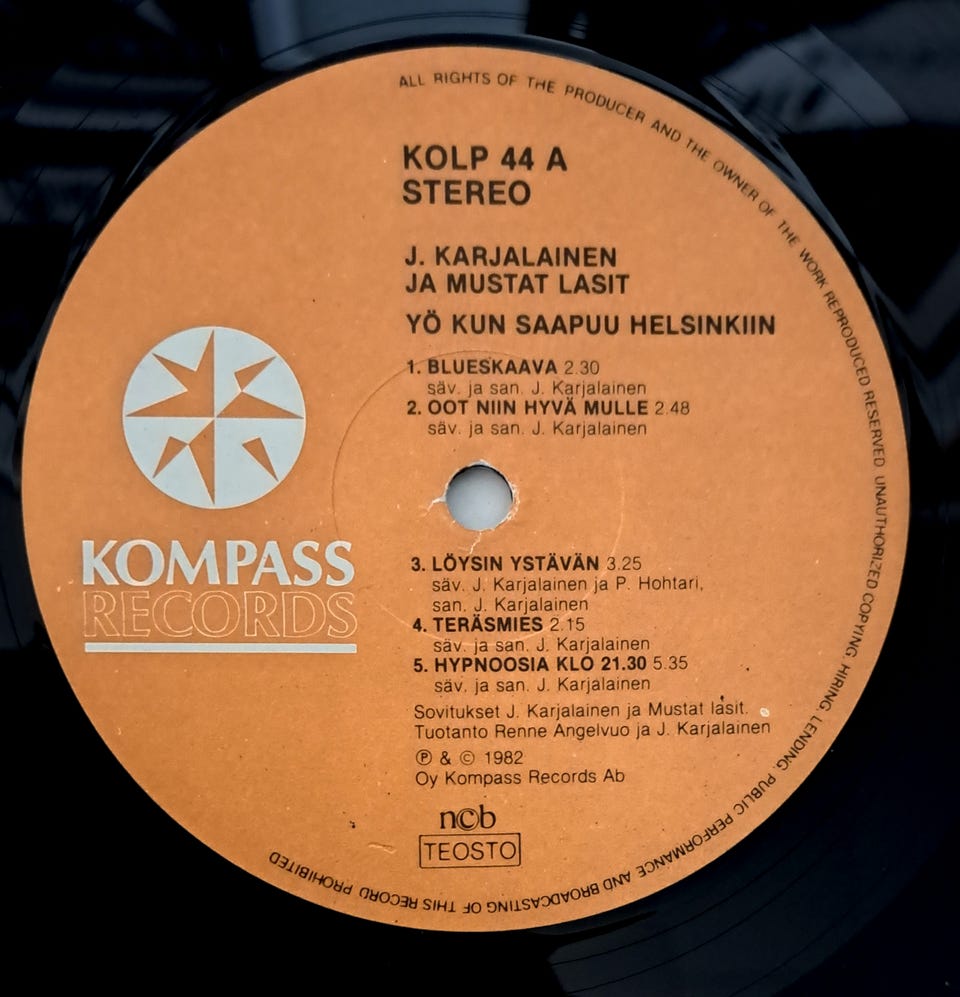 ALL RIGHTS OF THE PRODUCER AND THE OWNER OF THE WORK REPRODUCED RESERVED UNAUTHORIZED COPYING, HIRING, LENDING, PUBLIC PERFORMANCE AND BROADCASTING OF THIS RECORD PROHIBITED
KOLP 44 A
STEREO
J. KARJALAINEN
JA MUSTAT LASIT
YÖ KUN SAAPUU HELSINKIIN
1. BLUESKAAVA 2.30
säv. ja san. J. Karjalainen
2. OOT NIIN HYVÄ MULLE 2.48
säv. ja san. J. Karjalainen
KOMPASS
RECORDS
3. LÖYSIN YSTÄVÄN 3.25
säv. J. Karjalainen ja P. Hohtari,
san. J. Karjalainen
4. TERÄSMIES 2.15
säv. ja san. J. Karjalainen
5. HYPNOOSIA KLO 21.30 5.35
säv. ja san. J. Karjalainen
Sovitukset J. Karjalainen ja Mustat lasit.
Tuotanto Renne Angelvuo ja J. Karjalainen
℗ & © 1982
Oy Kompass Records Ab
ncb
TEOSTO